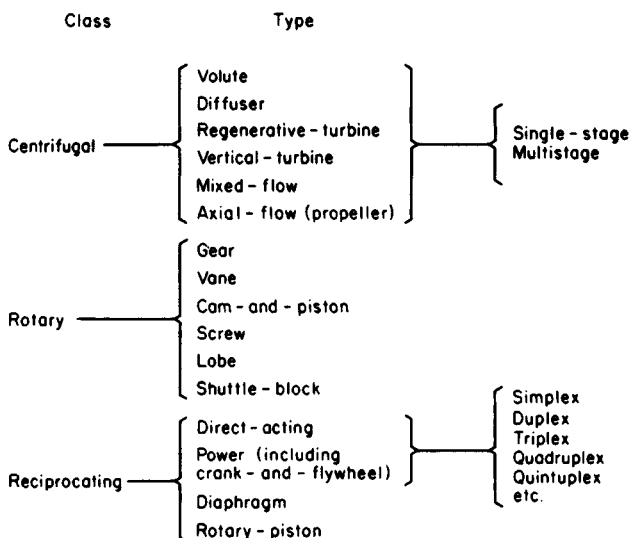 Class Type
Centrifugal
Volute
Diffuser
Regenerative - turbine
Vertical - turbine
Mixed - flow
Axial - flow (propeller)
Single - stage
Multistage
Rotary
Gear
Vane
Cam - and - piston
Screw
Lobe
Shuttle - block
Reciprocating
Direct - acting
Power (including
crank - and - flywheel)
Diaphragm
Rotary - piston
Simplex
Duplex
Triplex
Quadruplex
Quintuplex
etc.